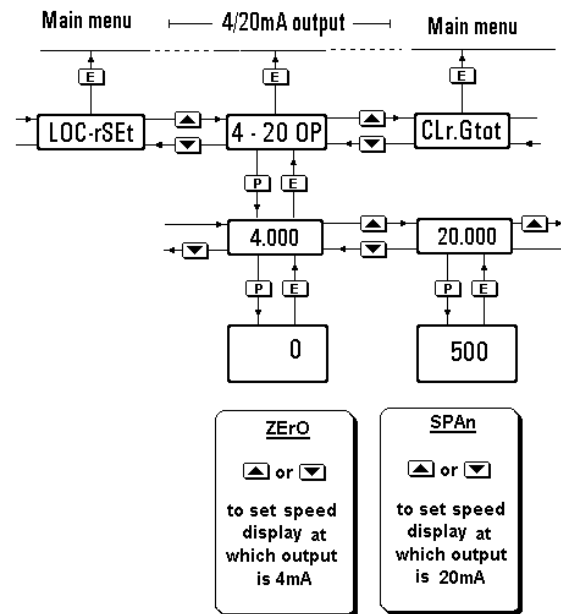 Main menu
4/20mA output
Main menu
E
E
E
LOC-rSEt
4 - 20 OP
CLr.Gtot
P
E
4.000
20.000
P
E
P
E
0
500
ZErO
or
to set speed
display at
which output
is 4mA
SPAn
or
to set speed
display at
which output
is 20mA